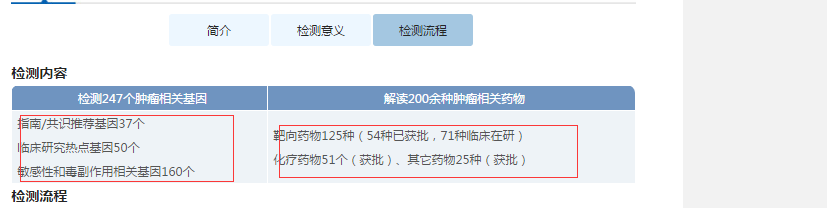 简介 检测意义 检测流程
检测内容
检测247个肿瘤相关基因 解读200余种肿瘤相关药物
指南/共识推荐基因37个
临床研究热点基因50个
敏感性和毒副作用相关基因160个
靶向药物125种（54种已获批，71种临床在研）
化疗药物51个（获批）、其它药物25种（获批）
检测流程